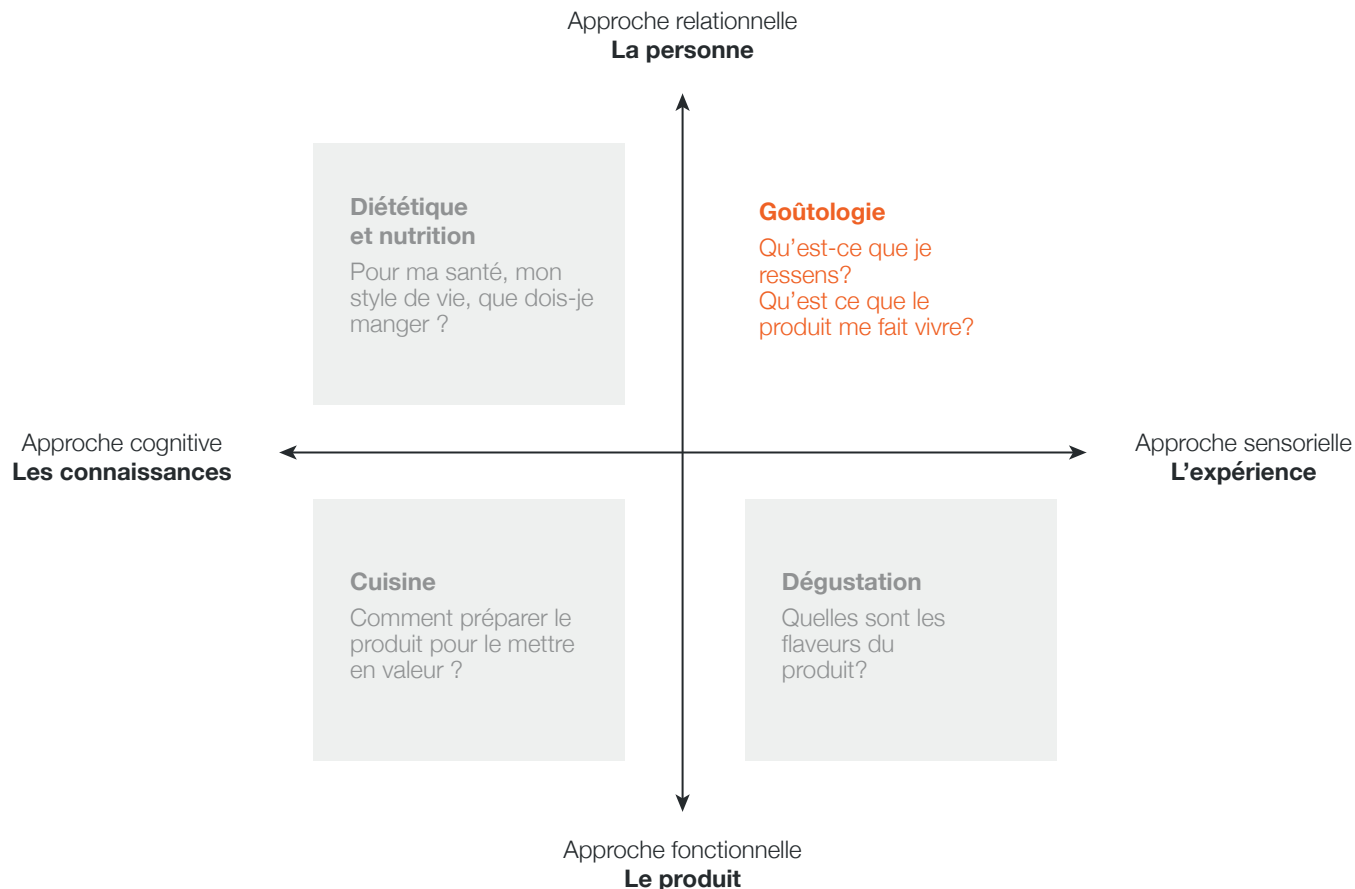 Approche relationnelle
La personne
Diététique
et nutrition
Pour ma santé, mon
style de vie, que dois-je
manger ?
Goûtologie
Qu’est-ce que je
ressens?
Qu’est ce que le
produit me fait vivre?
Approche cognitive
Les connaissances
Approche sensorielle
L’expérience
Cuisine
Comment préparer le
produit pour le mettre
en valeur ?
Dégustation
Quelles sont les
flaveurs du
produit?
Approche fonctionnelle
Le produit